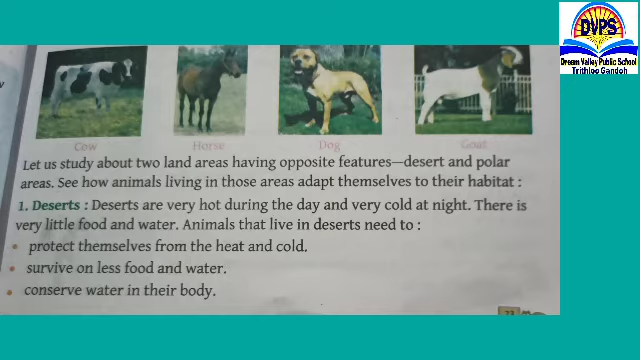 DVPS
Dream Valley Public School
Trithloo Gandoh
Cow Horse Dog Goat
Let us study about two land areas having opposite features—desert and polar
areas. See how animals living in those areas adapt themselves to their habitat :
1. Deserts : Deserts are very hot during the day and very cold at night. There is
very little food and water. Animals that live in deserts need to :
• protect themselves from the heat and cold.
• survive on less food and water.
• conserve water in their body.
23